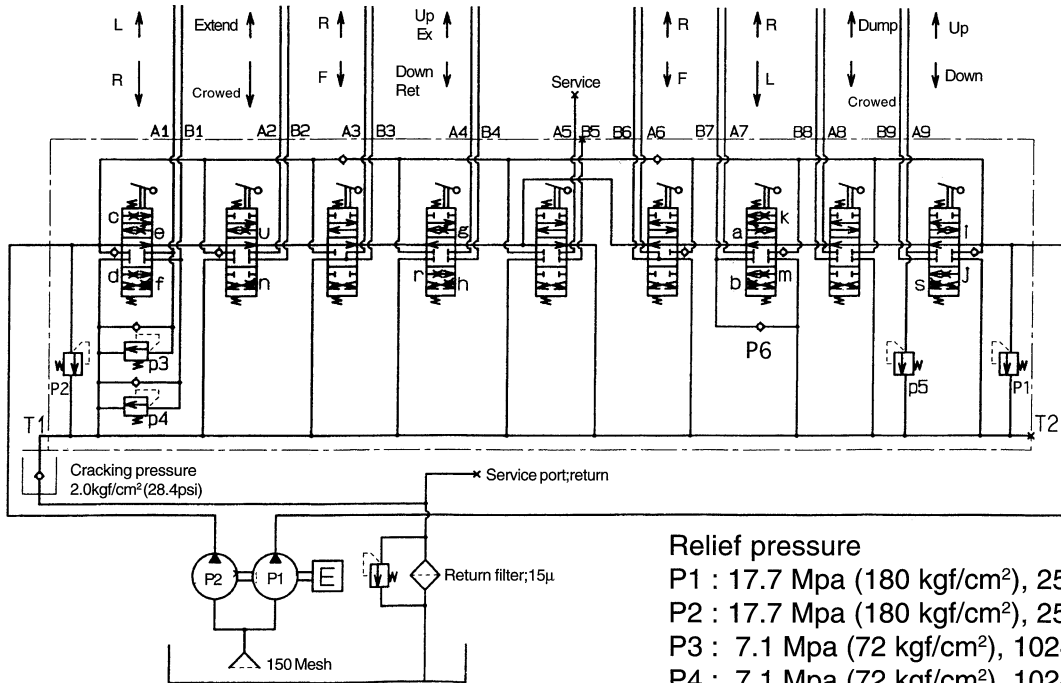 L Extend R Up Ex R R Dump Up
R Crowed F Down Ret Service F L Crowed Down
A1 B1 A2 B2 A3 B3 A4 B4 A5 B5 B6 A6 B7 A7 B8 A8 B9 A9
c e u g a k i
d f n r h b m s j
p3 P6
P2 p5 P1
p4
T1 T2
Cracking pressure
2.0kgf/cm²(28.4psi)
Service port;return
P2 P1 E Return filter;15μ
150 Mesh
Relief pressure
P1 : 17.7 Mpa (180 kgf/cm²), 25
P2 : 17.7 Mpa (180 kgf/cm²), 25
P3 : 7.1 Mpa (72 kgf/cm²), 102
P4 : 7.1 Mpa (72 kgf/cm²), 102